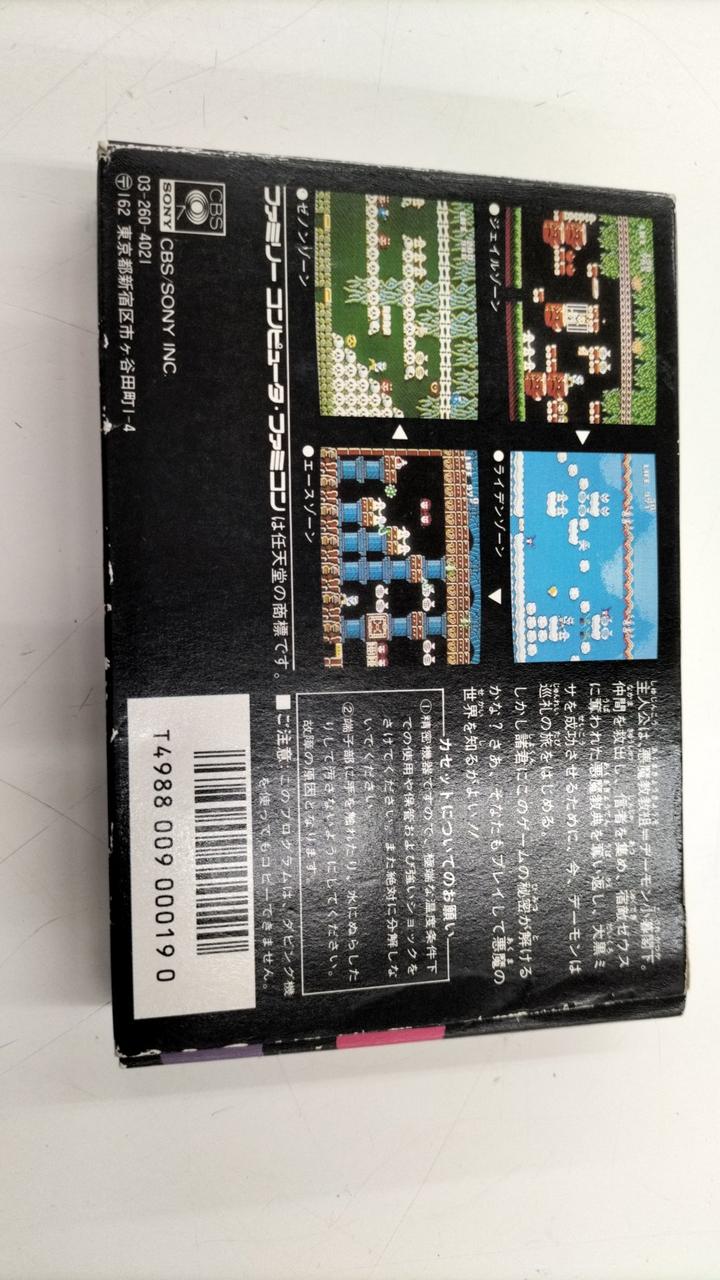 主人公は、悪魔教教祖＝デーモン小暮閣下。
仲間を救出し、信者を集め、宿敵ゼウス
に奪われた悪魔教典を奪い返し、大黒ミ
サを成功させるために、今、デーモンは
巡礼の旅をはじめる。
しかし諸君にこのゲームの秘密が解ける
かな？さあ、そなたもプレイして悪魔の
世界を知るがよい!!
●ジェイルゾーン
●ライデンゾーン
●ゼノンゾーン
●エースゾーン
カセットについてのお願い
①精密機器ですので、極端な温度条件下
での使用や保管および強いショックを
さけてください。また絶対に分解しな
いでください。
②端子部に手を触れたり、水にぬらした
りして汚さないようにしてください。
故障の原因となります。
ファミリーコンピュータ・ファミコンは任天堂の商標です。
■ご注意 このプログラムは、ダビング機
を使ってもコピーできません。
CBS
SONY
CBS/SONY INC.
03-260-4021
〒162 東京都新宿区市ヶ谷田町1-4
T4988 009 000019 0